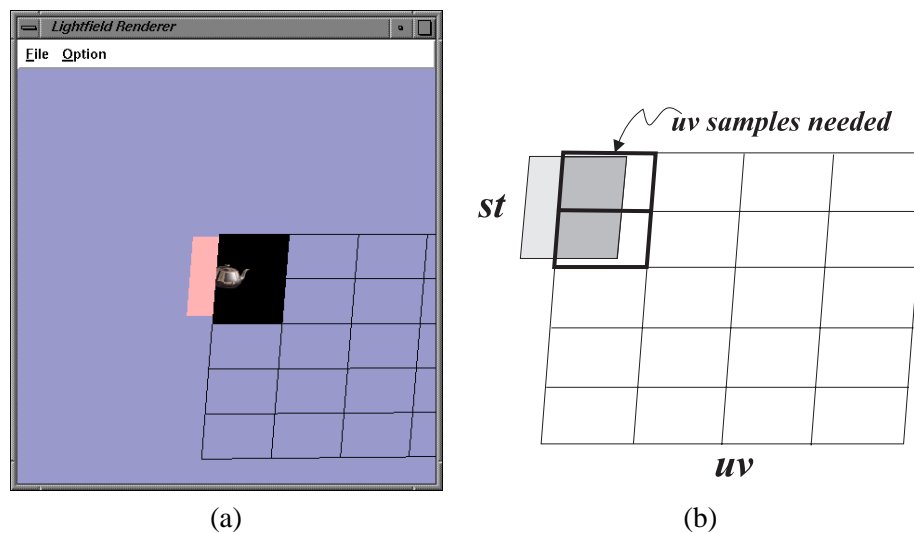 Lightfield Renderer
File Option
uv samples needed
st
uv
(a)
(b)